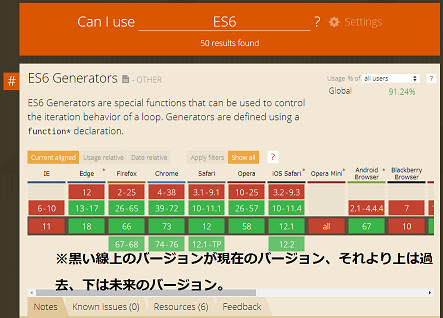 Can I use ES6 ? Settings
50 results found
#
ES6 Generators - OTHER
Usage % of all users ?
Global 91.24%
ES6 Generators are special functions that can be used to control
the iteration behavior of a loop. Generators are defined using a
function* declaration.
Current aligned Usage relative Date relative Apply filters Show all ?
IE Edge * Firefox Chrome Safari Opera iOS Safari * Opera Mini * Android Browser * Blackberry Browser
12 2-25 4-38 3.1-9.1 10-25 3.2-9.3
6-10 13-17 26-65 39-72 10-11.1 26-57 10-11.4 2.1-4.4.4 7
11 18 66 73 12 58 12.1 all 67 10
67-68 74-76 12.1-TP 12.2
※黒い線上のバージョンが現在のバージョン、それより上は過
去、下は未来のバージョン。
Notes Known issues (0) Resources (6) Feedback